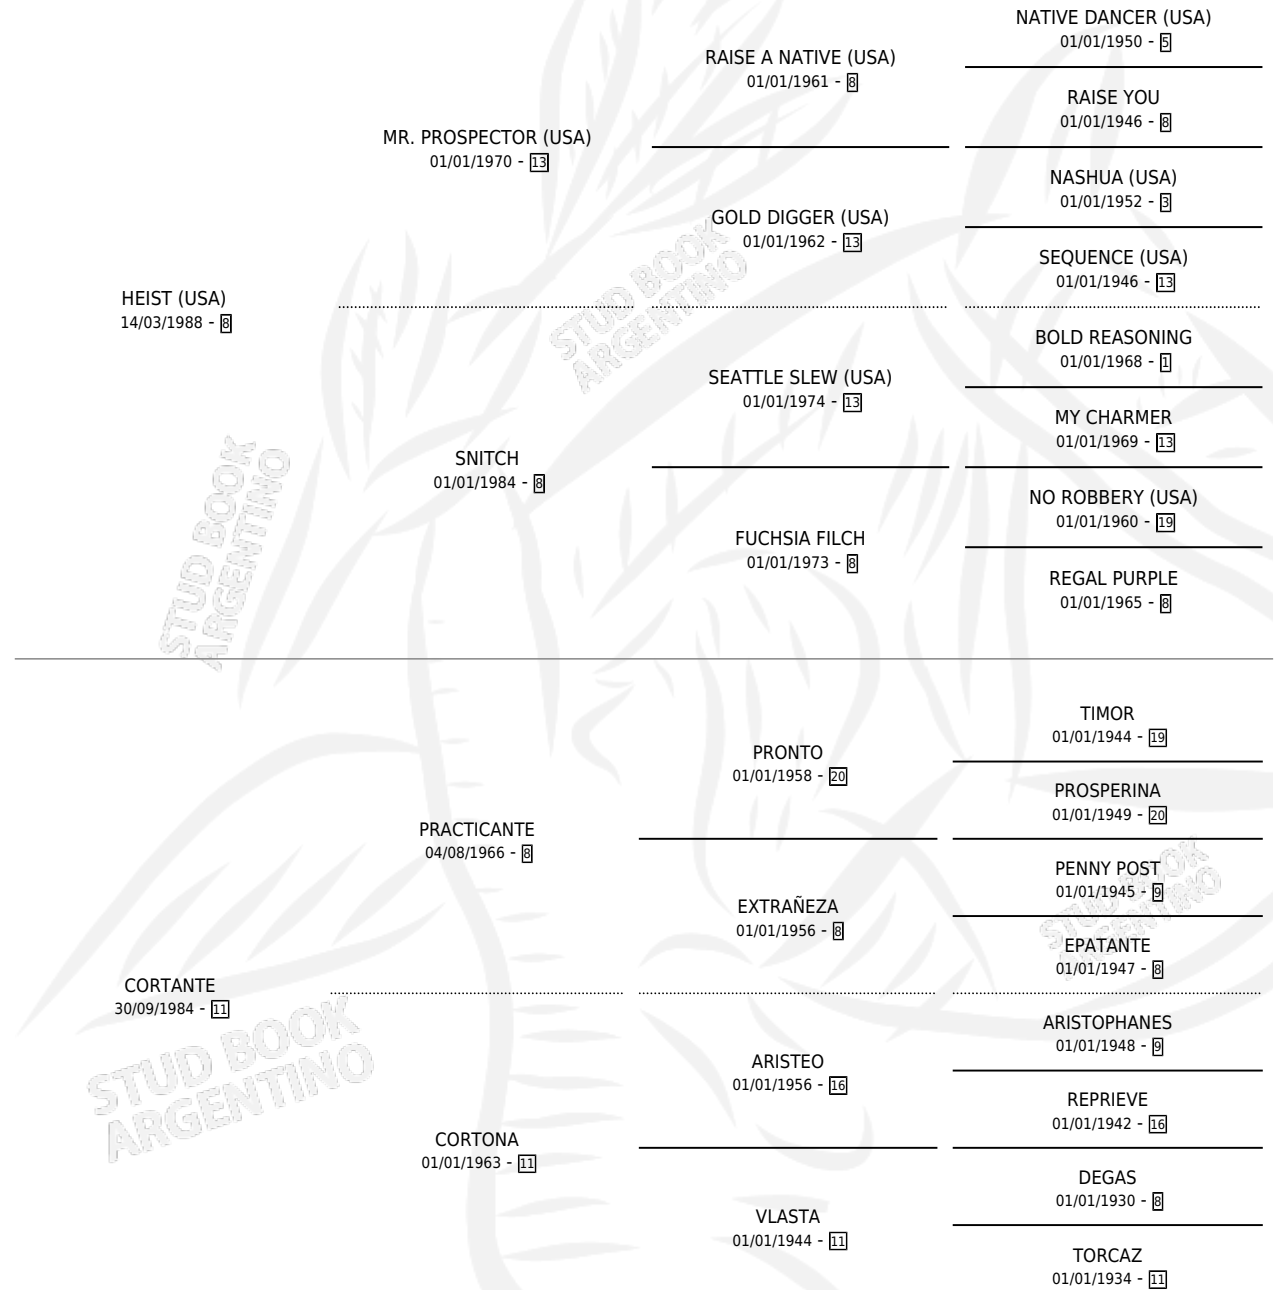 NATIVE DANCER (USA)
01/01/1950 - 5
RAISE A NATIVE (USA)
01/01/1961 - 8
RAISE YOU
01/01/1946 - 8
MR. PROSPECTOR (USA)
01/01/1970 - 13
NASHUA (USA)
01/01/1952 - 3
GOLD DIGGER (USA)
01/01/1962 - 13
SEQUENCE (USA)
01/01/1946 - 13
HEIST (USA)
14/03/1988 - 8
BOLD REASONING
01/01/1968 - 1
SEATTLE SLEW (USA)
01/01/1974 - 13
MY CHARMER
01/01/1969 - 13
SNITCH
01/01/1984 - 8
NO ROBBERY (USA)
01/01/1960 - 19
FUCHSIA FILCH
01/01/1973 - 8
REGAL PURPLE
01/01/1965 - 8
TIMOR
01/01/1944 - 19
PRONTO
01/01/1958 - 20
PROSPERINA
01/01/1949 - 20
PRACTICANTE
04/08/1966 - 8
PENNY POST
01/01/1945 - 9
EXTRAÑEZA
01/01/1956 - 8
EPATANTE
01/01/1947 - 8
CORTANTE
30/09/1984 - 11
ARISTOPHANES
01/01/1948 - 9
ARISTEO
01/01/1956 - 16
REPRIEVE
01/01/1942 - 16
CORTONA
01/01/1963 - 11
DEGAS
01/01/1930 - 8
VLASTA
01/01/1944 - 11
TORCAZ
01/01/1934 - 11
STUD BOOK
ARGENTINO
STUD BOOK
ARGENTINO
STUD BOOK
ARGENTINO
STUD BOOK
ARGENTINO